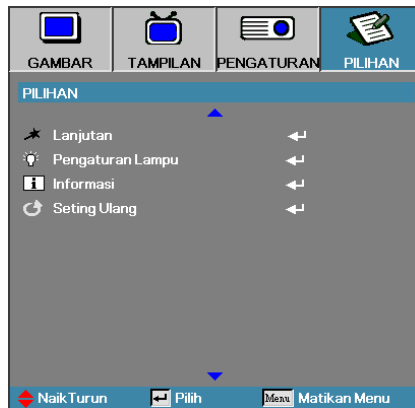 GAMBAR TAMPILAN PENGATURAN PILIHAN
PILIHAN
Lanjutan
Pengaturan Lampu
Informasi
Seting Ulang
NaikTurun Pilih Menu Matikan Menu